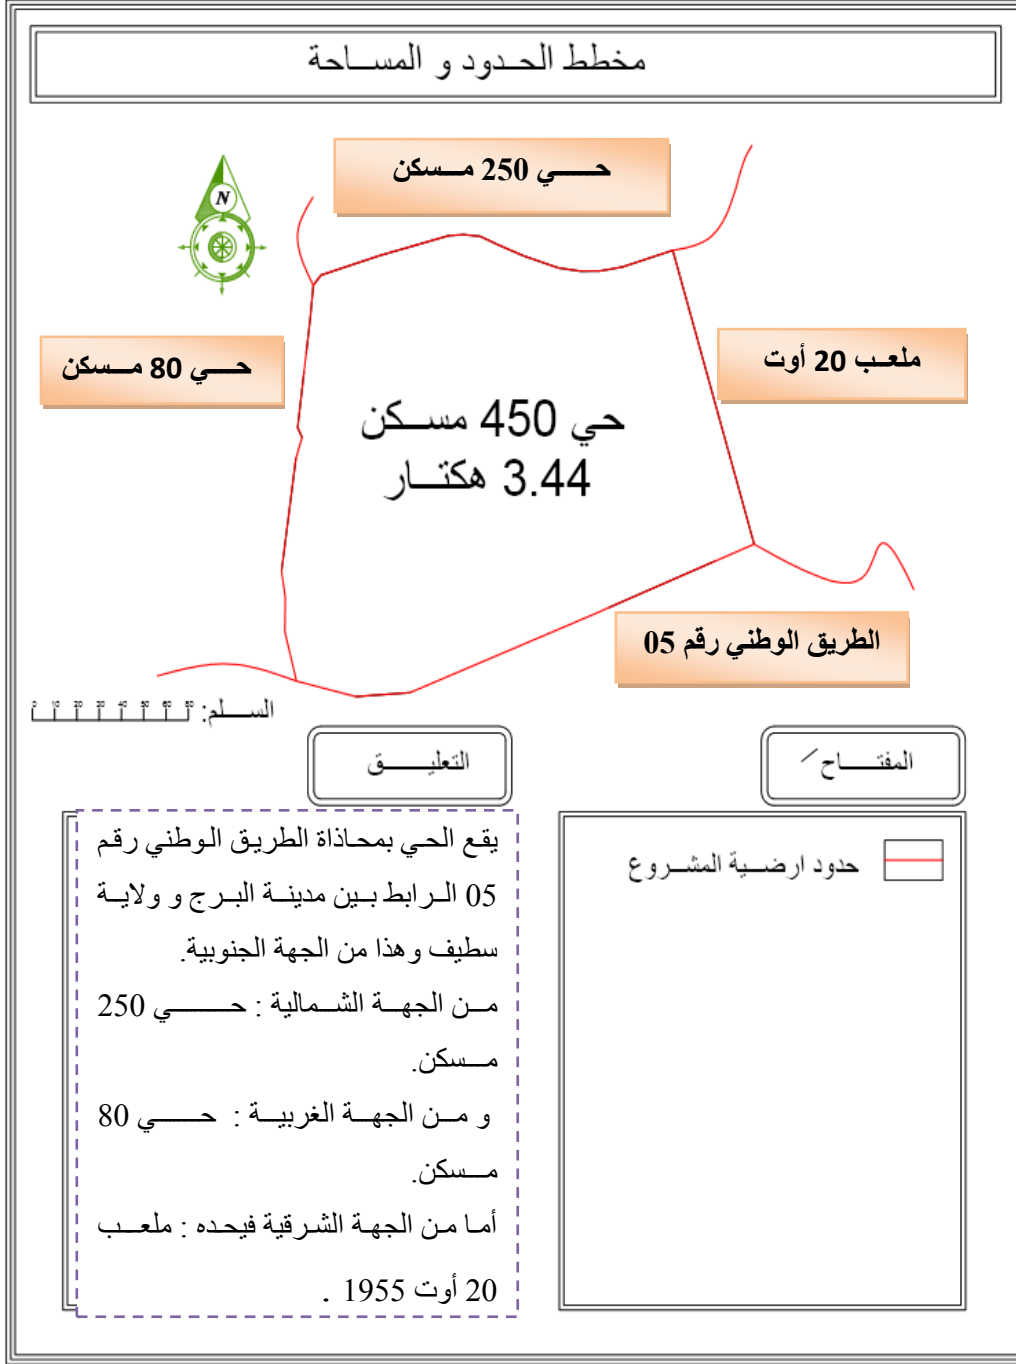 مخطط الحدود و المساحة
حي 250 مسكن
N
ملعب 20 أوت
حي 80 مسكن
حي 450 مسكن
3.44 هكتار
الطريق الوطني رقم 05
السلم:
المفتاح
حدود ارضية المشروع
التعليق
يقع الحي بمحاذاة الطريق الوطني رقم
05 الرابط بين مدينة البرج و ولاية
سطيف وهذا من الجهة الجنوبية.
من الجهة الشمالية : حي 250
مسكن.
و من الجهة الغربية : حي 80
مسكن.
أما من الجهة الشرقية فيحده : ملعب
20 أوت 1955 .